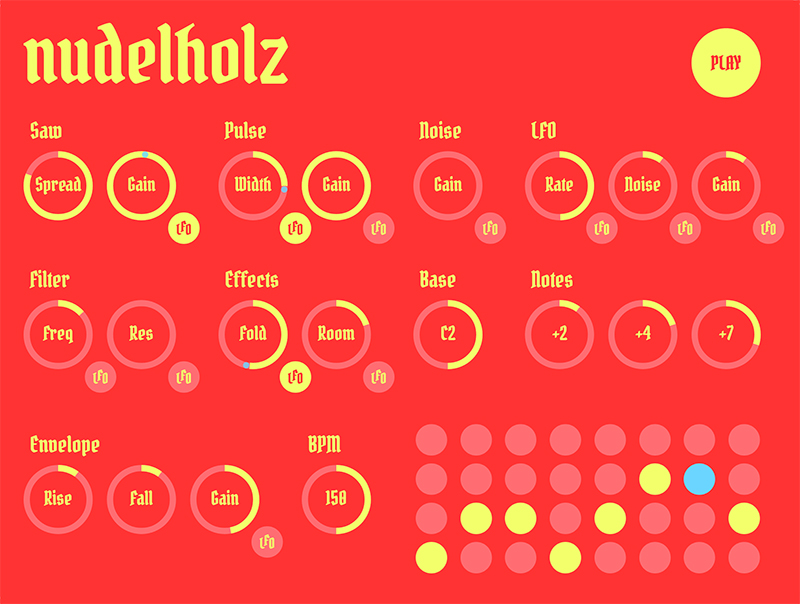 nudelholz
PLAY
Saw
Pulse
Noise
LFO
Spread
Gain
Width
Gain
Gain
Rate
Noise
Gain
LFO
LFO
LFO
LFO
LFO
LFO
LFO
Filter
Effects
Base
Notes
Freq
Res
Fold
Room
C2
+2
+4
+7
LFO
LFO
LFO
LFO
Envelope
BPM
Rise
Fall
Gain
150
LFO